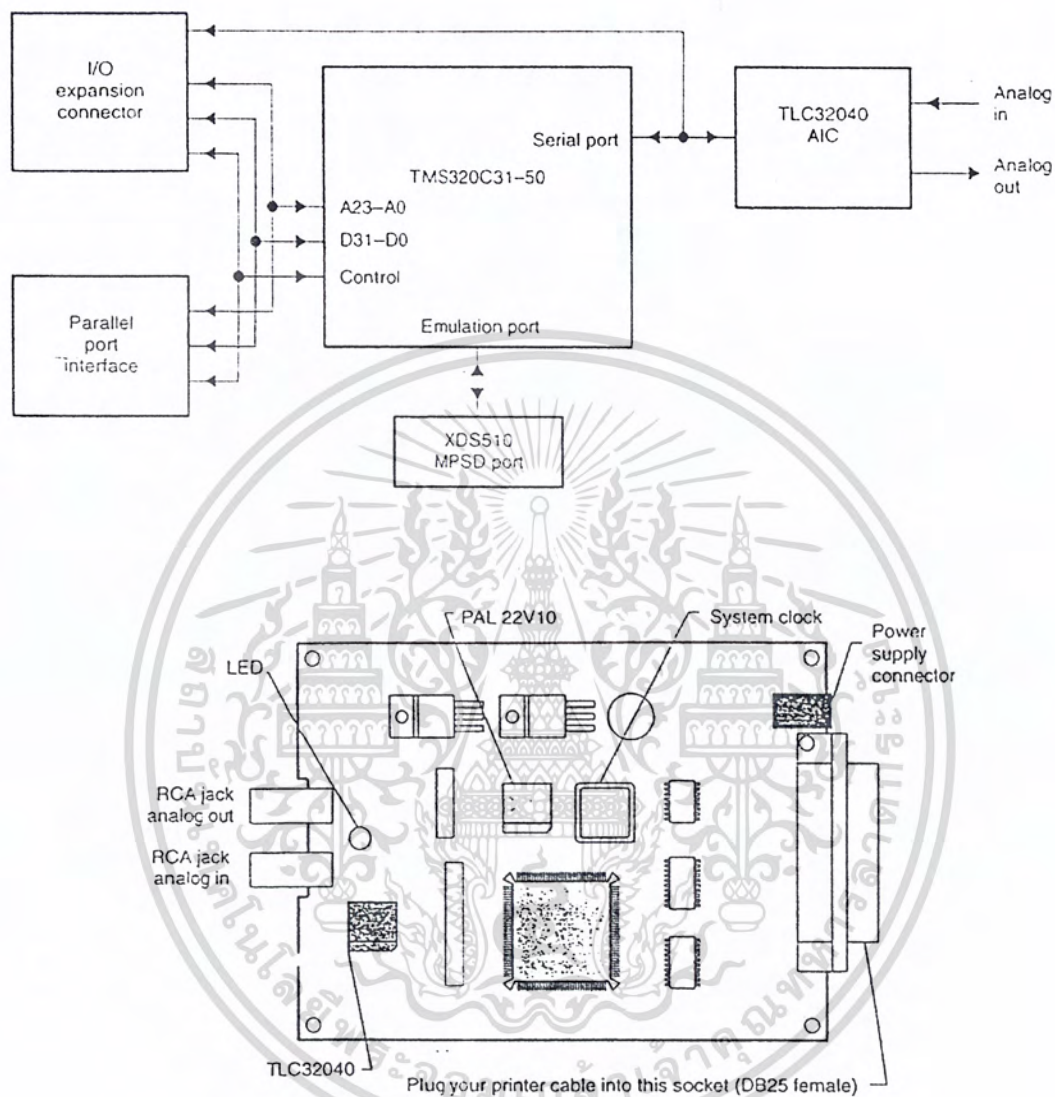 I/O
expansion
connector
Serial port
TMS320C31–50
A23–A0
D31–D0
Control
Emulation port
TLC32040
AIC
Analog
in
Analog
out
Parallel
port
interface
XDS510
MPSD port
PAL 22V10
System clock
Power
supply
connector
LED
RCA jack
analog out
RCA jack
analog in
TLC32040
Plug your printer cable into this socket (DB25 female)